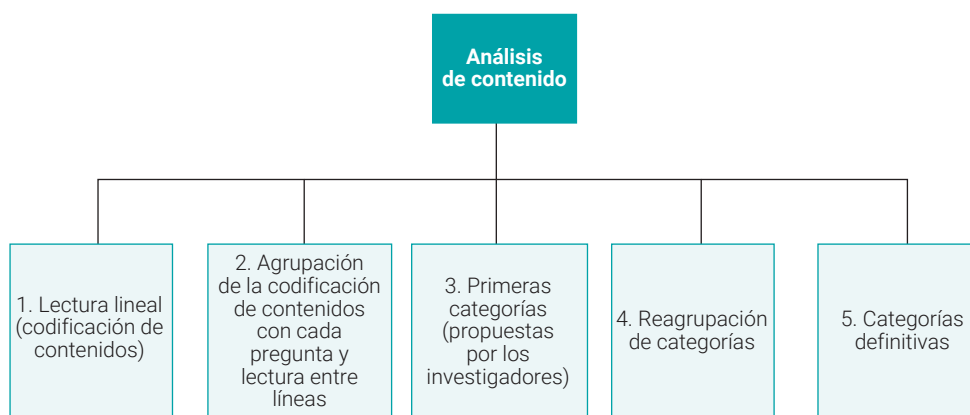 Análisis
de contenido
1. Lectura lineal
(codificación de
contenidos)
2. Agrupación
de la codificación
de contenidos
con cada
pregunta y
lectura entre
líneas
3. Primeras
categorías
(propuestas
por los
investigadores)
4. Reagrupación
de categorías
5. Categorías
definitivas